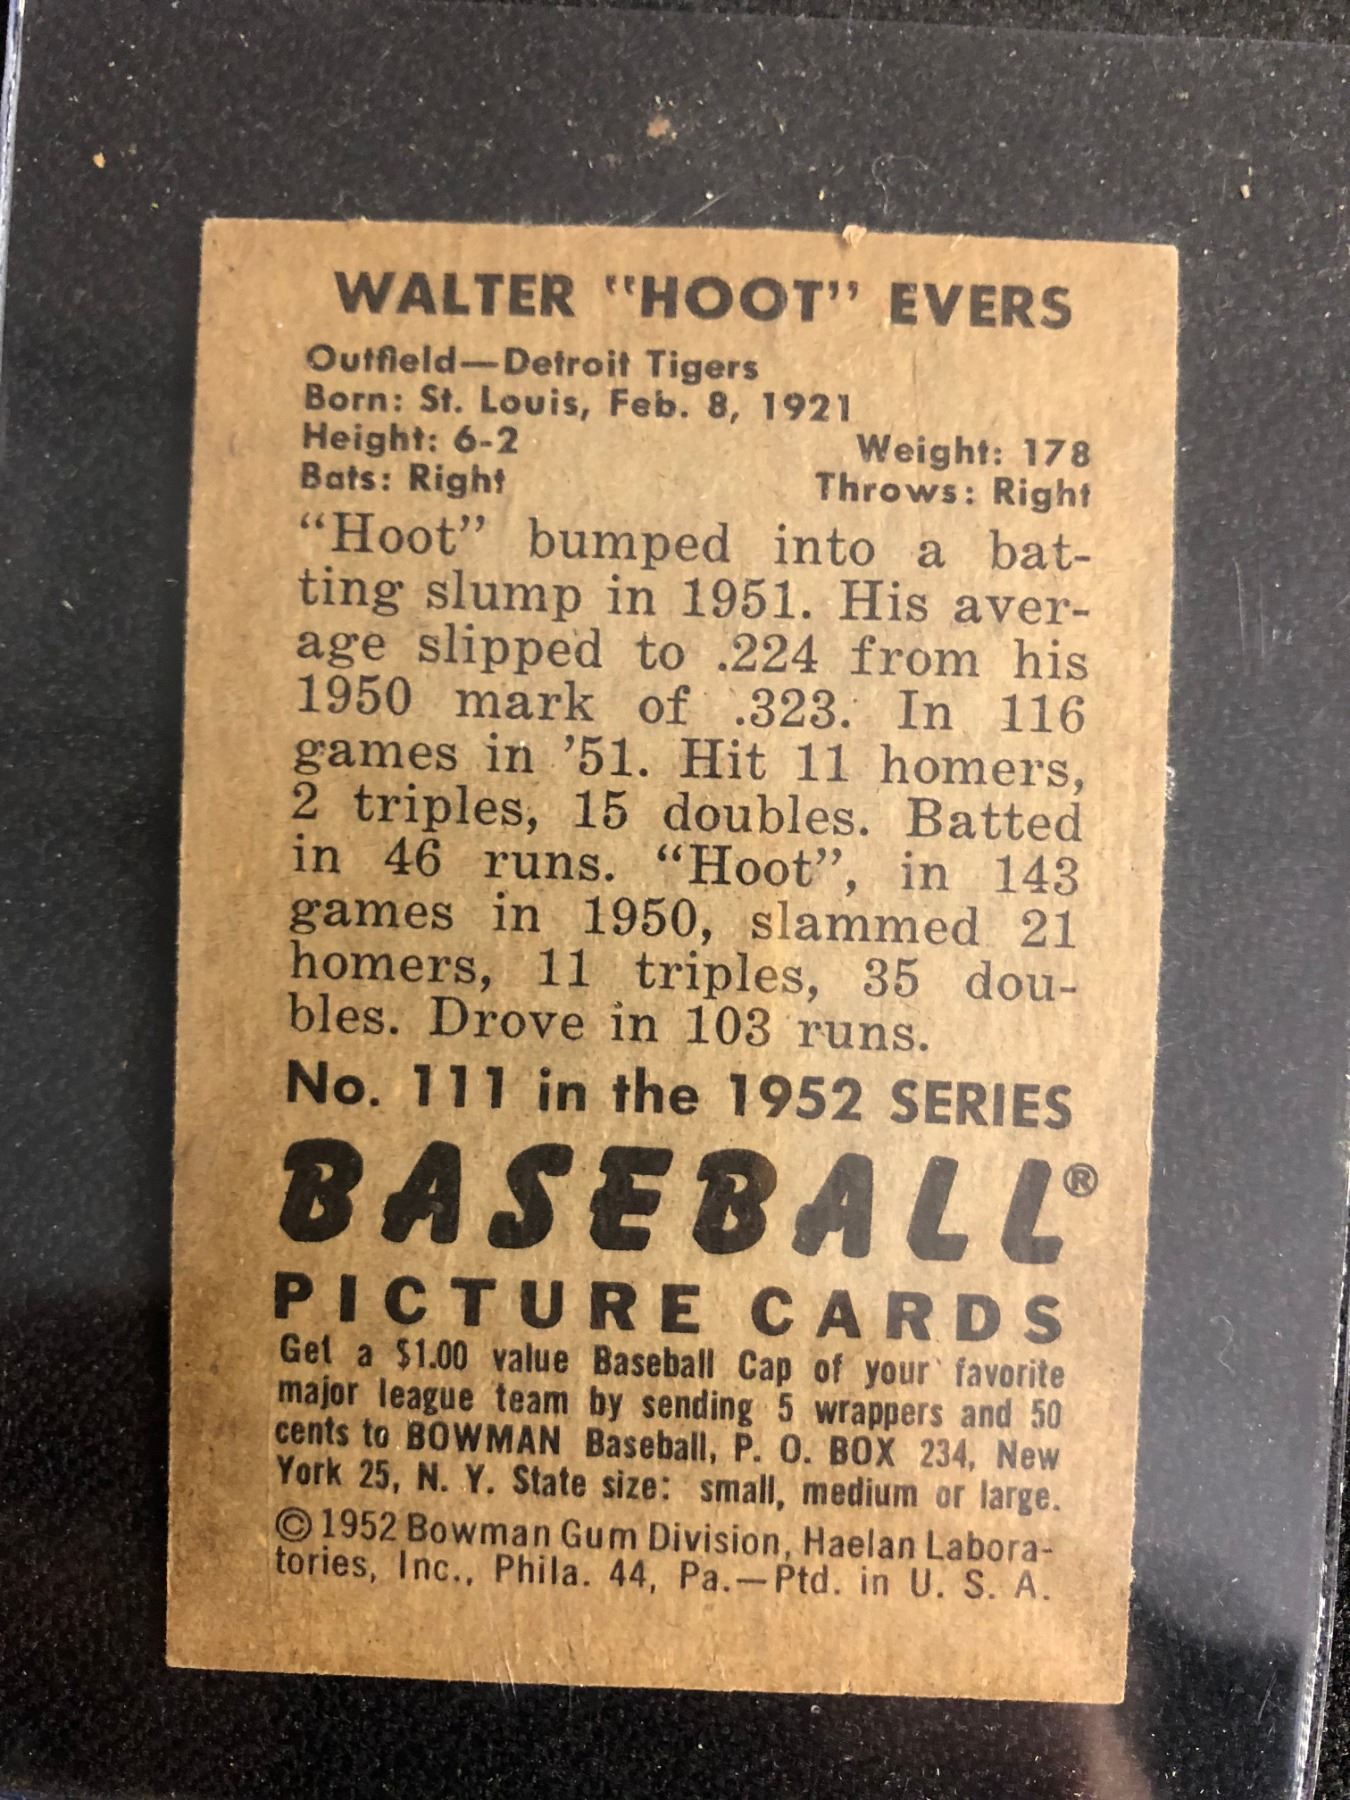 WALTER "HOOT" EVERS
Outfield—Detroit Tigers
Born: St. Louis, Feb. 8, 1921
Height: 6-2 Weight: 178
Bats: Right Throws: Right
"Hoot" bumped into a bat-
ting slump in 1951. His aver-
age slipped to .224 from his
1950 mark of .323. In 116
games in '51. Hit 11 homers,
2 triples, 15 doubles. Batted
in 46 runs. "Hoot", in 143
games in 1950, slammed 21
homers, 11 triples, 35 dou-
bles. Drove in 103 runs.
No. 111 in the 1952 SERIES
BASEBALL®
PICTURE CARDS
Get a $1.00 value Baseball Cap of your favorite
major league team by sending 5 wrappers and 50
cents to BOWMAN Baseball, P. O. BOX 234, New
York 25, N. Y. State size: small, medium or large.
©1952 Bowman Gum Division, Haelan Labora-
tories, Inc., Phila. 44, Pa.—Ptd. in U. S. A.